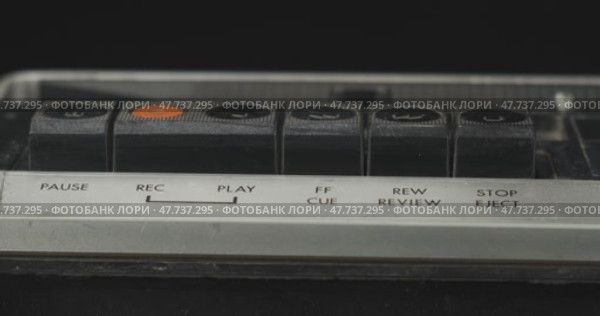 47.737.295 · ФОТОБАНК ЛОРИ · 47.737.295 · ФОТОБАНК ЛОРИ · 47.737.295 · ФОТОБАНК ЛОРИ · 47.737.295
PAUSE REC PLAY FF REW STOP
CUE REVIEW EJECT
47.737.295 · ФОТОБАНК ЛОРИ · 47.737.295 · ФОТОБАНК ЛОРИ · 47.737.295 · ФОТОБАНК ЛОРИ · 47.737.295